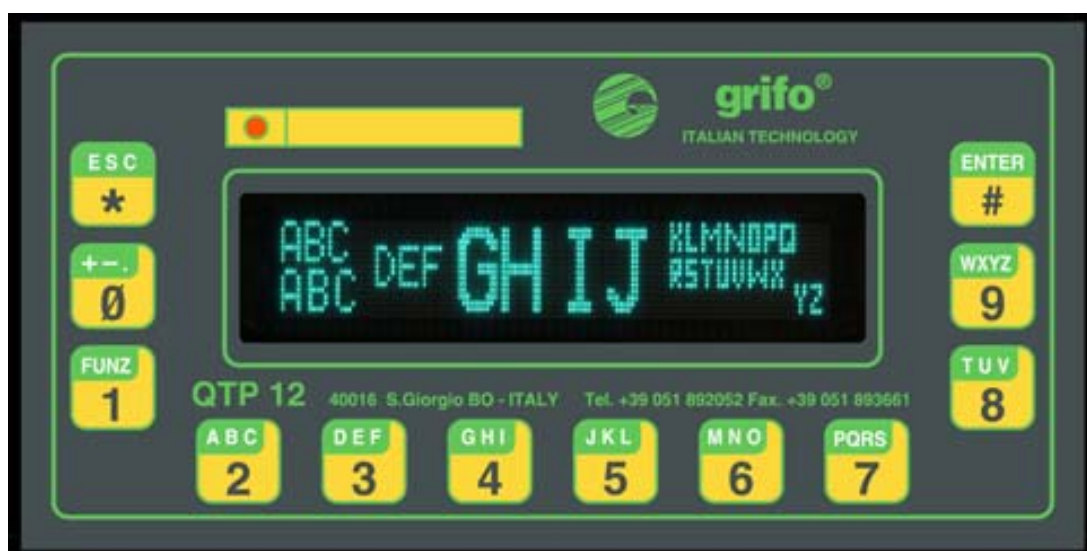 grifo®
ITALIAN TECHNOLOGY
ESC
*
ENTER
#
ABC
ABC
DEF
GHIJ
KLMNOPQ
RSTUVWX
YZ
+-.
0
WXYZ
9
FUNZ
1
TUV
8
QTP 12 40016 S.Giorgio BO - ITALY Tel. +39 051 892052 Fax. +39 051 893661
ABC
2
DEF
3
GHI
4
JKL
5
MNO
6
PQRS
7